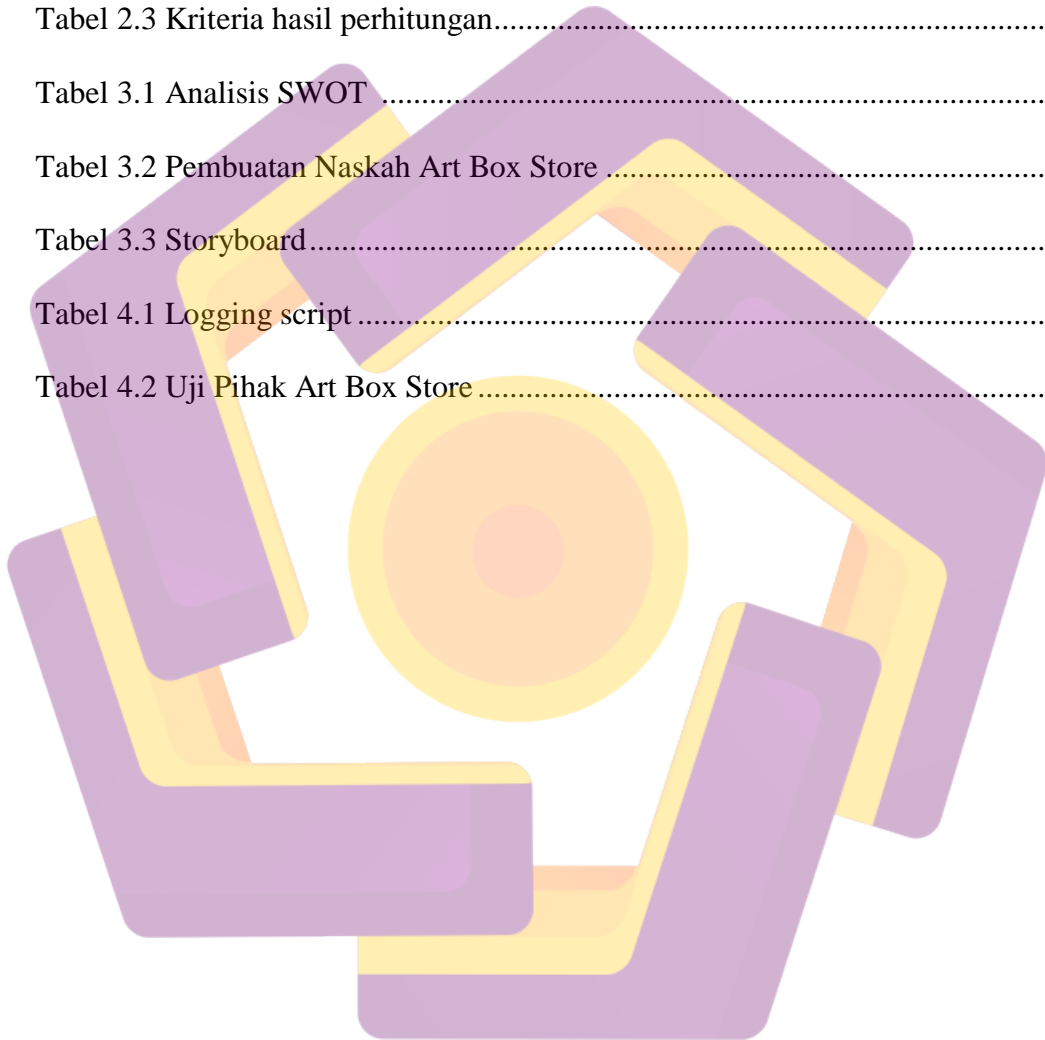 Tabel 2.3 Kriteria hasil perhitungan......................................................................
Tabel 3.1 Analisis SWOT ....................................................................................
Tabel 3.2 Pembuatan Naskah Art Box Store .......................................................
Tabel 3.3 Storyboard.............................................................................................
Tabel 4.1 Logging script .......................................................................................
Tabel 4.2 Uji Pihak Art Box Store ........................................................................